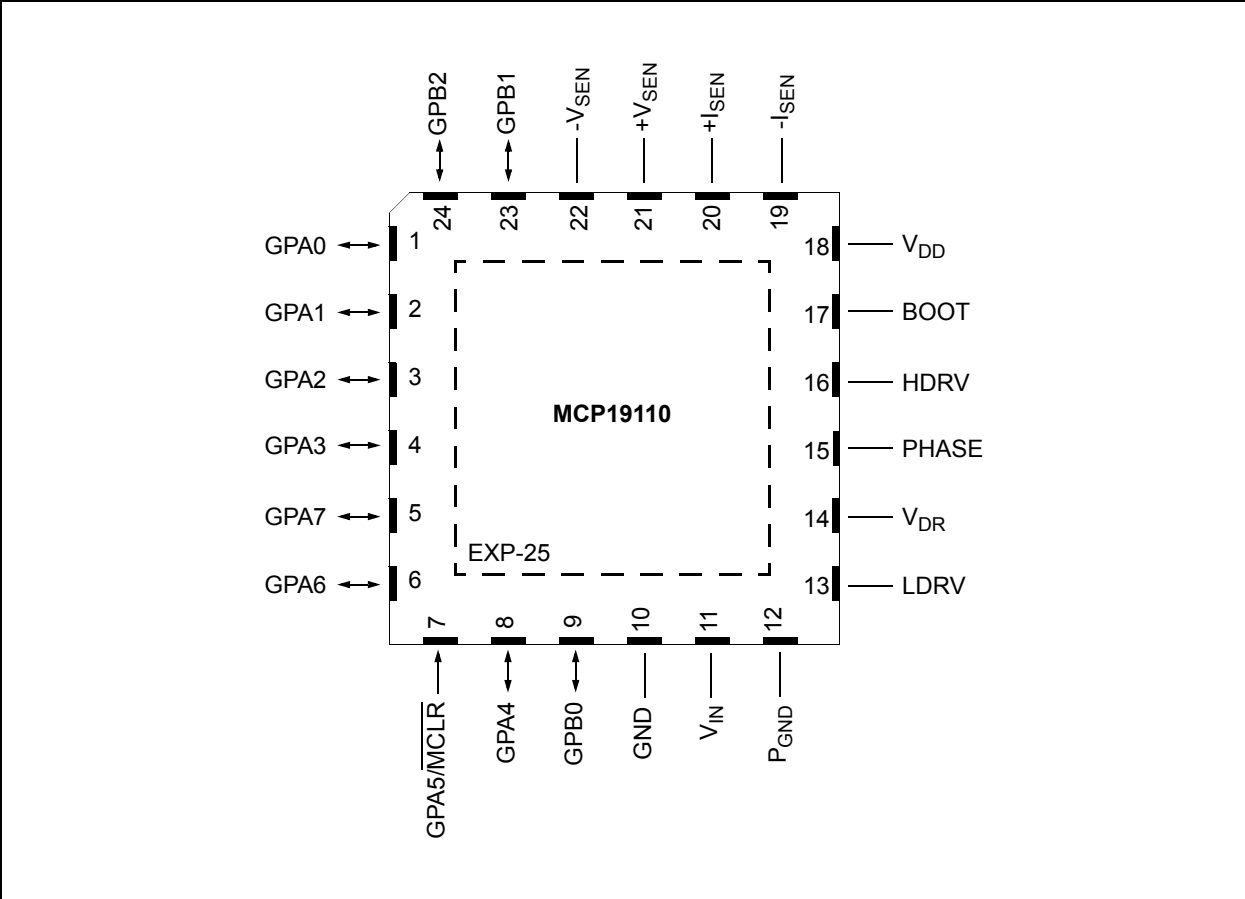 GPB2
GPB1
-VSEN
+VSEN
+ISEN
-ISEN
24
23
22
21
20
19
GPA0
1
18
VDD
GPA1
2
17
BOOT
GPA2
3
16
HDRV
MCP19110
GPA3
4
15
PHASE
GPA7
5
14
VDR
EXP-25
GPA6
6
13
LDRV
7
8
9
10
11
12
GPA5/MCLR
GPA4
GPB0
GND
VIN
PGND